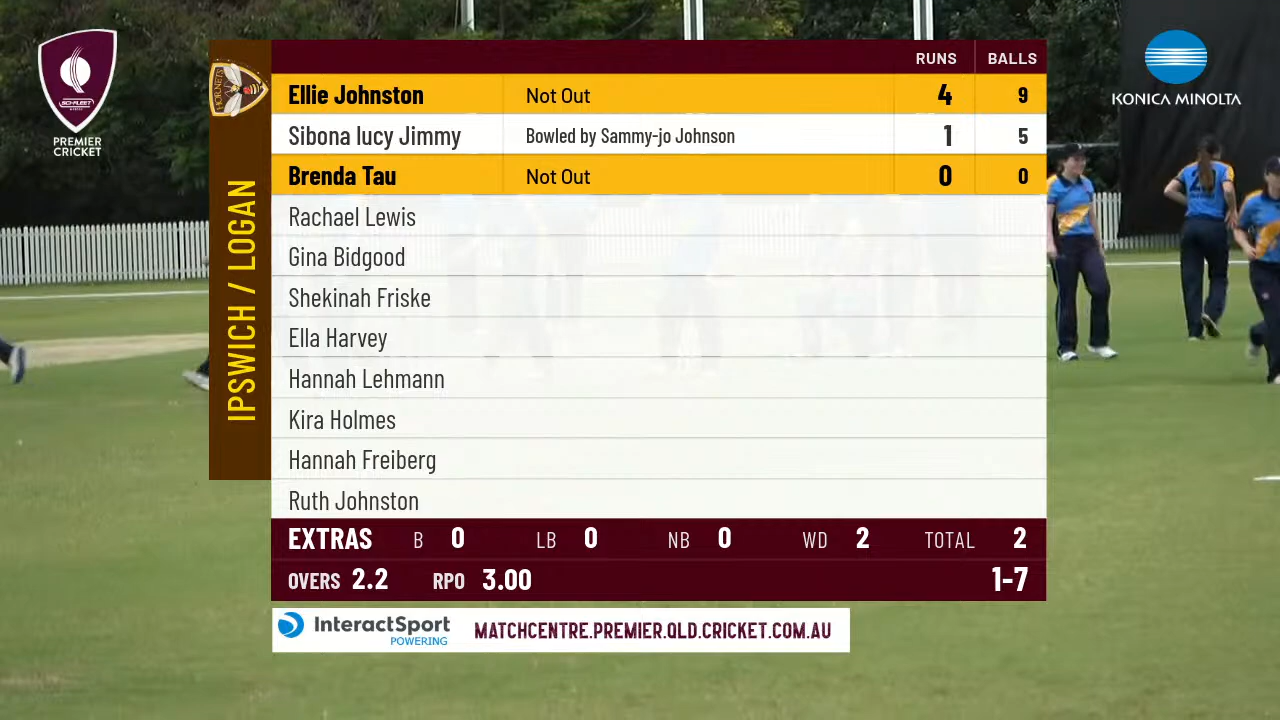 RUNS BALLS
HORNETS
Ellie Johnston Not Out 4 9
Sibona lucy Jimmy Bowled by Sammy-jo Johnson 1 5
Brenda Tau Not Out 0 0
Rachael Lewis
Gina Bidgood
Shekinah Friske
Ella Harvey
Hannah Lehmann
Kira Holmes
Hannah Freiberg
Ruth Johnston
IPSWICH / LOGAN
EXTRAS B 0 LB 0 NB 0 WD 2 TOTAL 2
OVERS 2.2 RPO 3.00 1-7
InteractSport
POWERING
MATCHCENTRE.PREMIER.QLD.CRICKET.COM.AU
SCI-FLEET
PREMIER
CRICKET
KONICA MINOLTA